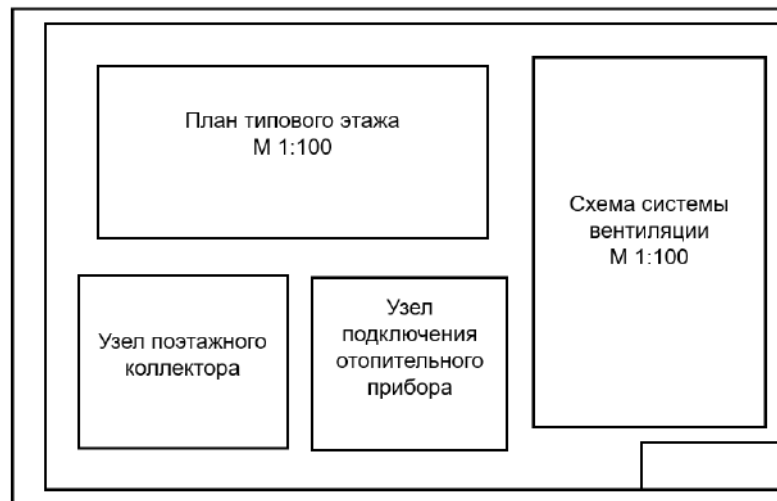 План типового этажа
М 1:100
Схема системы
вентиляции
М 1:100
Узел поэтажного
коллектора
Узел
подключения
отопительного
прибора